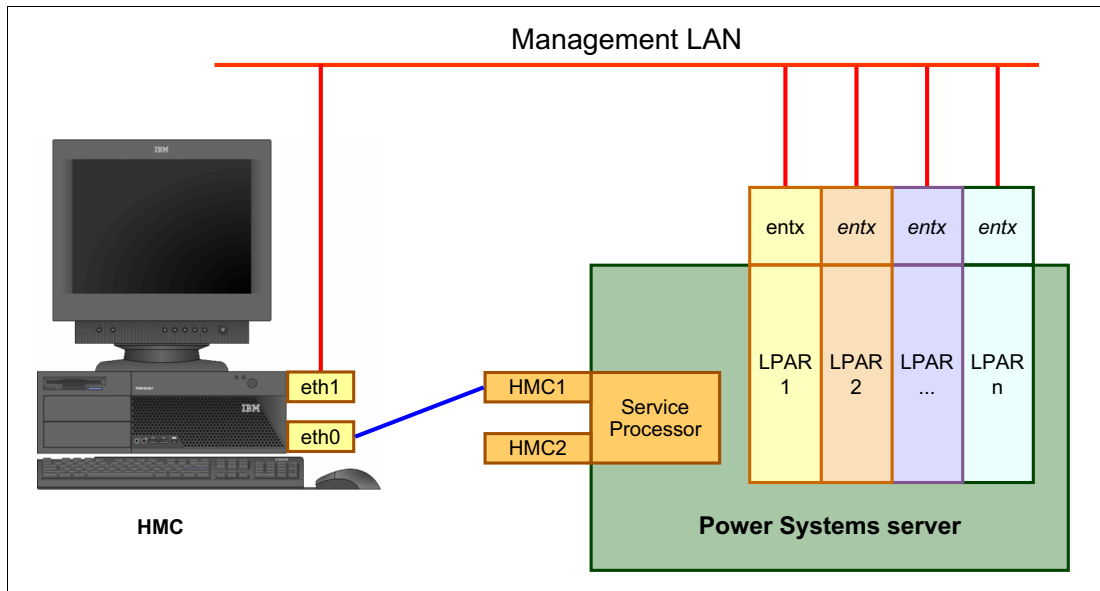 Management LAN
IBM
entx
entx
entx
entx
eth1
eth0
IBM
HMC1
HMC2
Service
Processor
LPAR
1
LPAR
2
LPAR
...
LPAR
n
HMC
Power Systems server